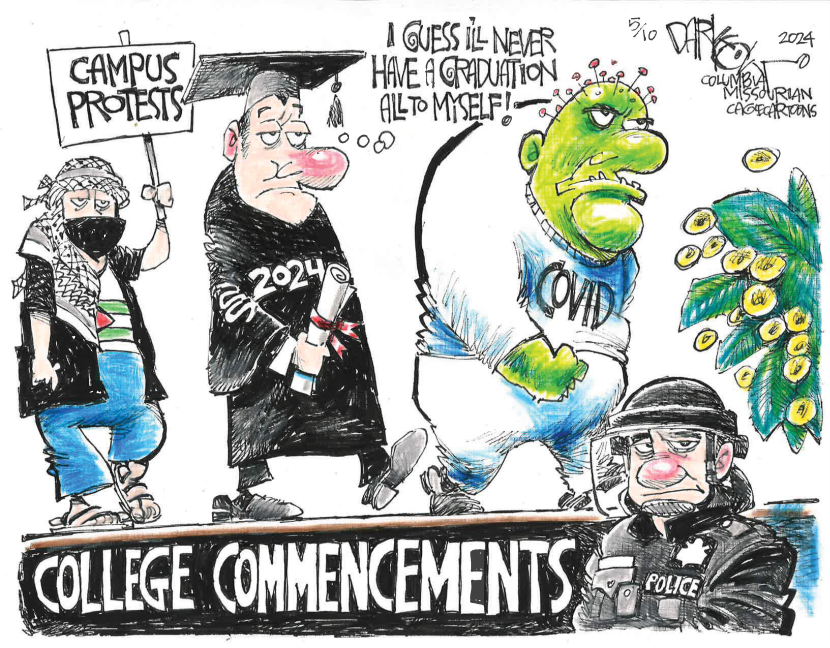 CAMPUS
PROTESTS
I GUESS I'LL NEVER
HAVE A GRADUATION
ALL TO MYSELF!
5/10
DARKOW
2024
COLUMBIA
MISSOURIAN
CAGLECARTOONS
2024
COVID
POLICE
COLLEGE COMMENCEMENTS